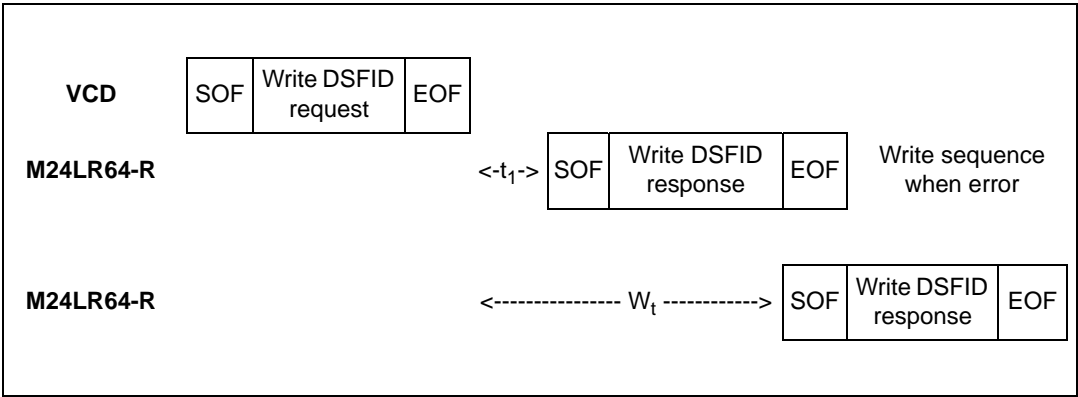 VCD SOF Write DSFID request EOF
M24LR64-R <-t1-> SOF Write DSFID response EOF Write sequence when error
M24LR64-R <---------------- Wt ------------> SOF Write DSFID response EOF